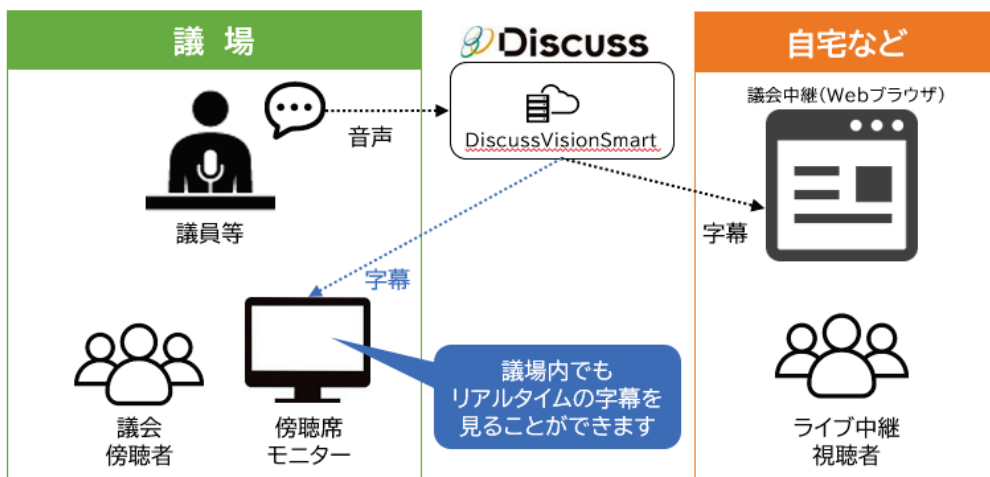 議 場
Discuss
自宅など
DiscussVisionSmart
議会中継(Webブラウザ)
音声
議員等
字幕
字幕
議場内でも
リアルタイムの字幕を
見ることができます
議会
傍聴者
傍聴席
モニター
ライブ中継
視聴者